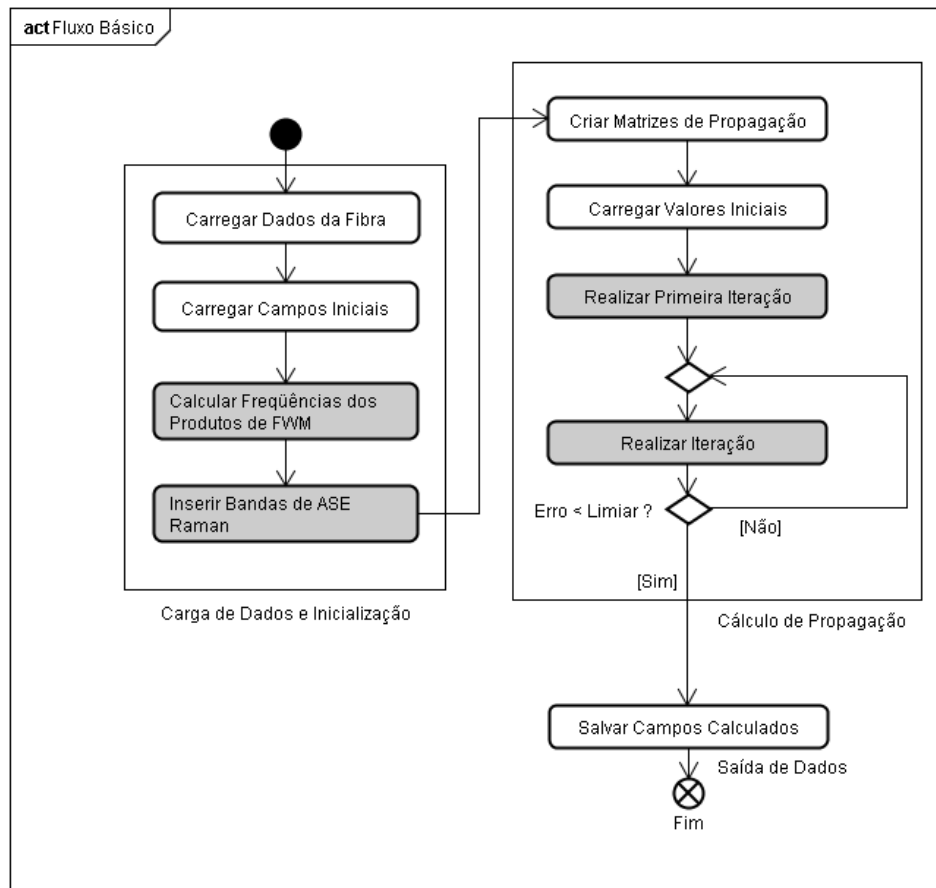 act Fluxo Básico
Carregar Dados da Fibra
Carregar Campos Iniciais
Calcular Freqüências dos
Produtos de FWM
Inserir Bandas de ASE
Raman
Carga de Dados e Inicialização
Criar Matrizes de Propagação
Carregar Valores Iniciais
Realizar Primeira Iteração
Realizar Iteração
Erro < Limiar ?
[Não]
[Sim]
Cálculo de Propagação
Salvar Campos Calculados
Saída de Dados
Fim